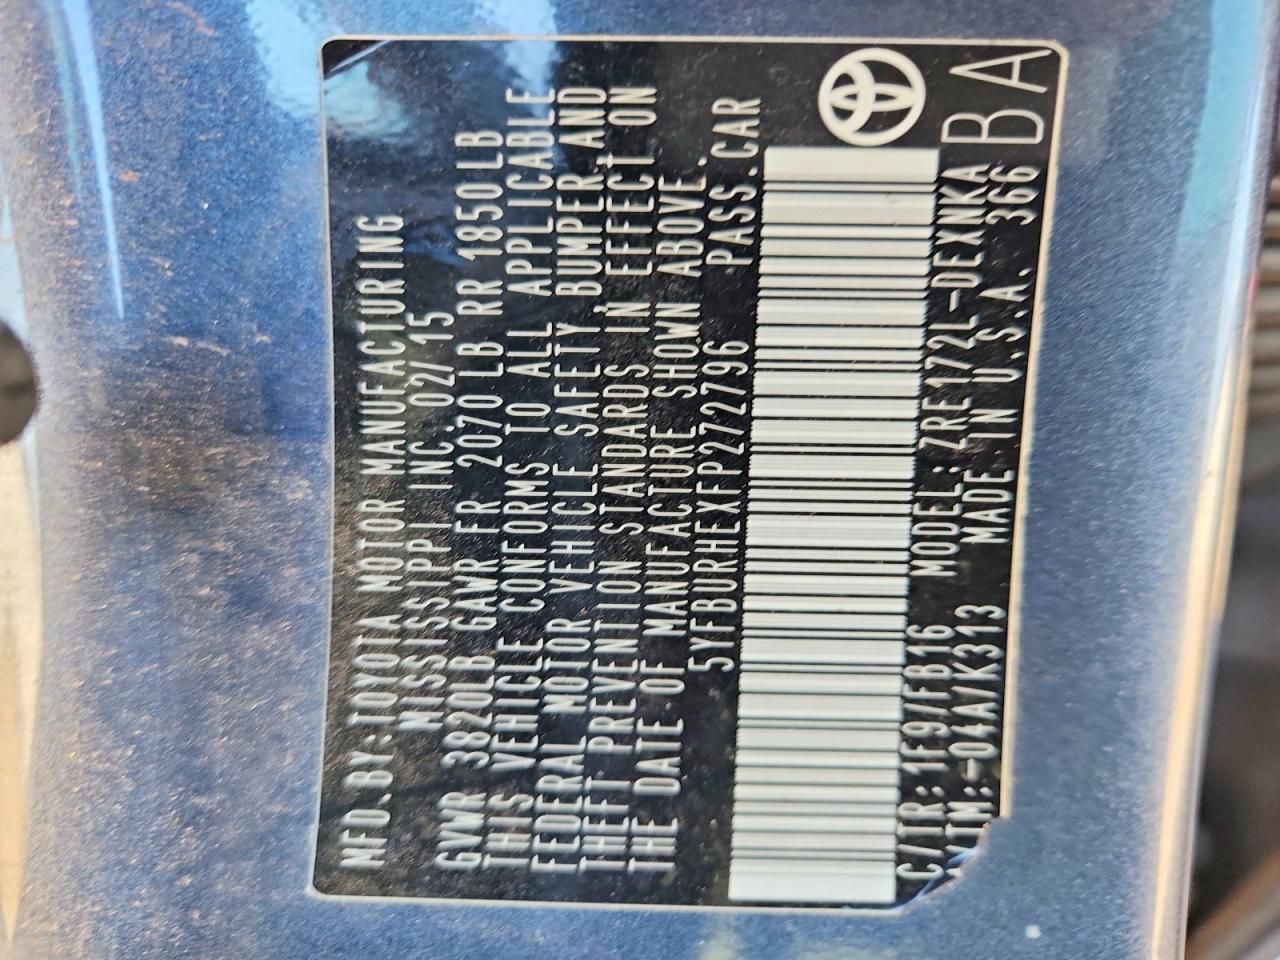 MFD.BY:TOYOTA MOTOR MANUFACTURING
MISSISSIPPI INC. 02/15
GVWR 3820LB GAWR FR 2070LB RR 1850LB
THIS VEHICLE CONFORMS TO ALL APPLICABLE
FEDERAL MOTOR VEHICLE SAFETY BUMPER,AND
THEFT PREVENTION STANDARDS IN EFFECT ON
THE DATE OF MANUFACTURE SHOWN ABOVE.
5YFBURHEXFP272796 PASS.CAR
C/TR:1F9/FB16 MODEL:ZRE172L-DEXNKA
-04A/K313 MADE IN U.S.A. 366
BA